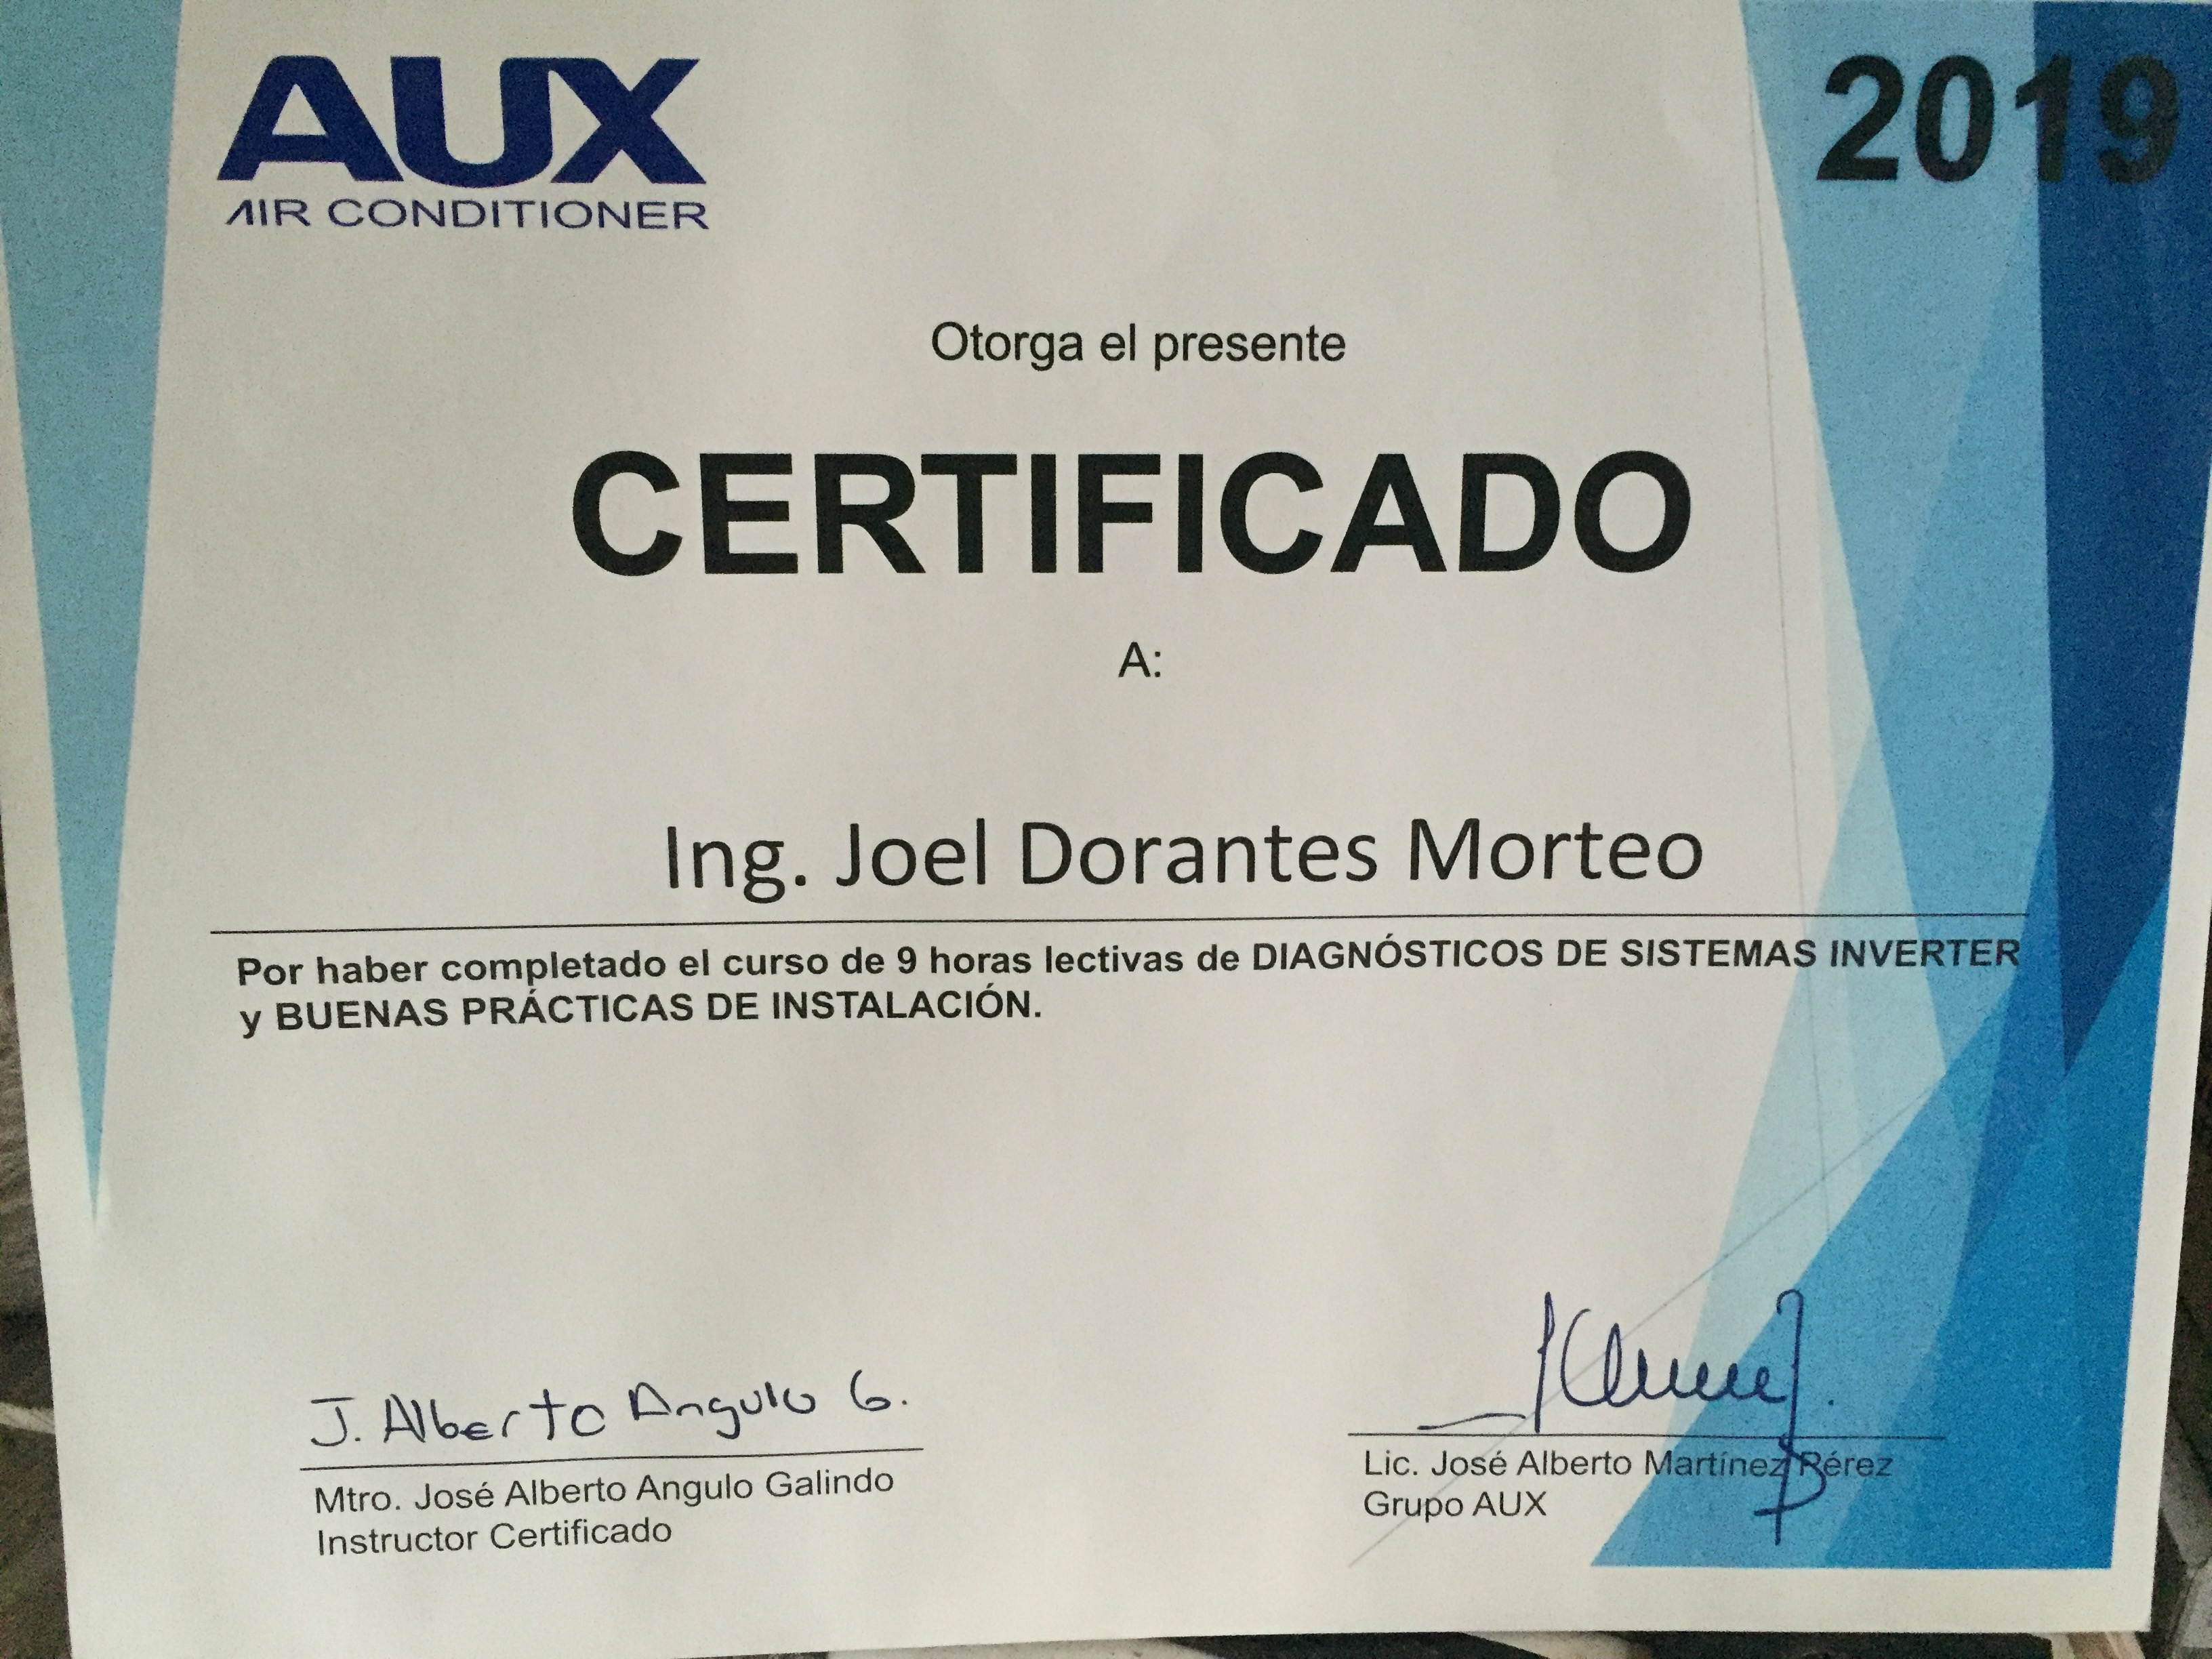 AUX
AIR CONDITIONER
2019
Otorga el presente
CERTIFICADO
A:
Ing. Joel Dorantes Morteo
Por haber completado el curso de 9 horas lectivas de DIAGNÓSTICOS DE SISTEMAS INVERTER
y BUENAS PRÁCTICAS DE INSTALACIÓN.
J. Alberto Angulo G.
Mtro. José Alberto Angulo Galindo
Instructor Certificado
Lic. José Alberto Martínez Pérez
Grupo AUX